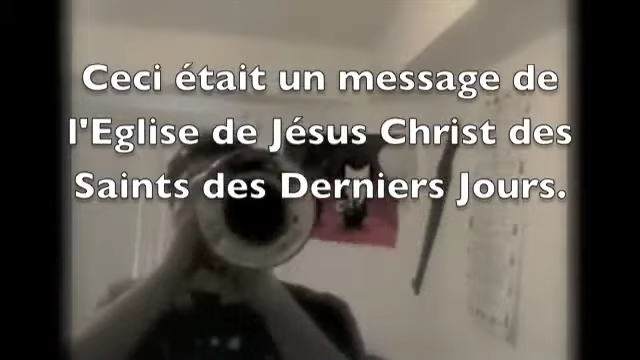 Ceci était un message de
l'Eglise de Jésus Christ des
Saints des Derniers Jours.